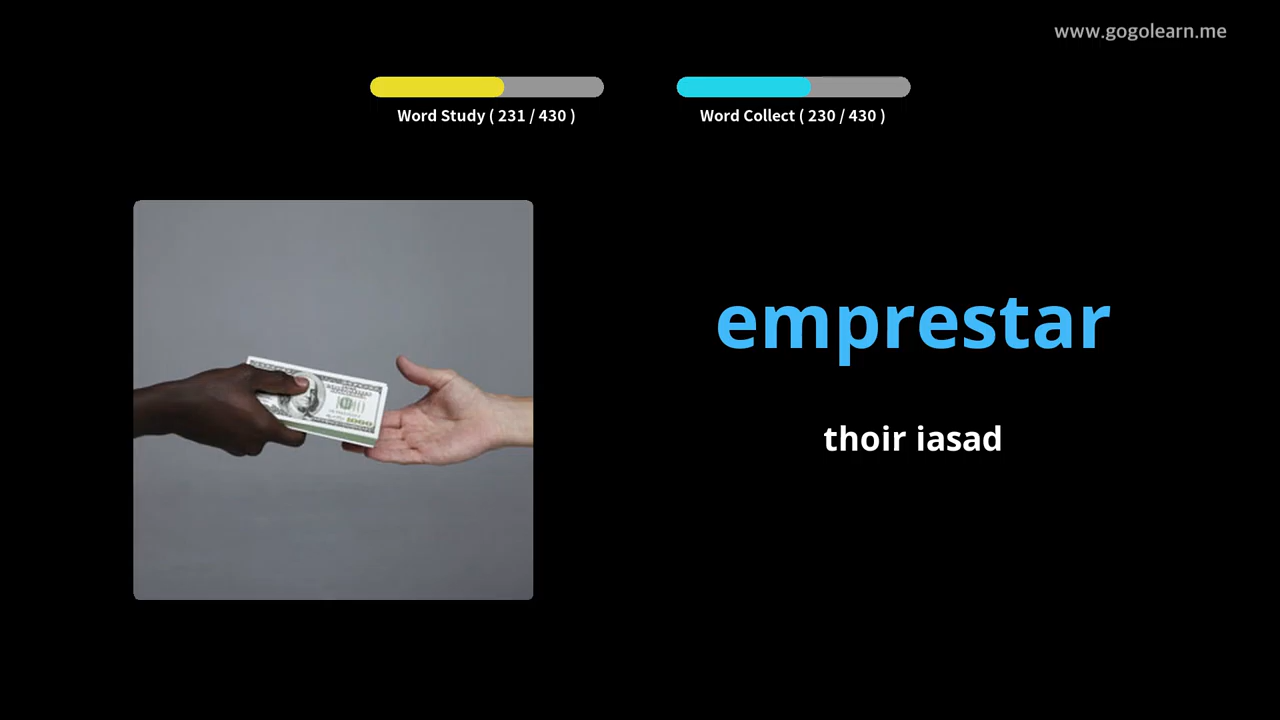 www.gogolearn.me
Word Study ( 231 / 430 )
Word Collect ( 230 / 430 )
emprestar
thoir iasad